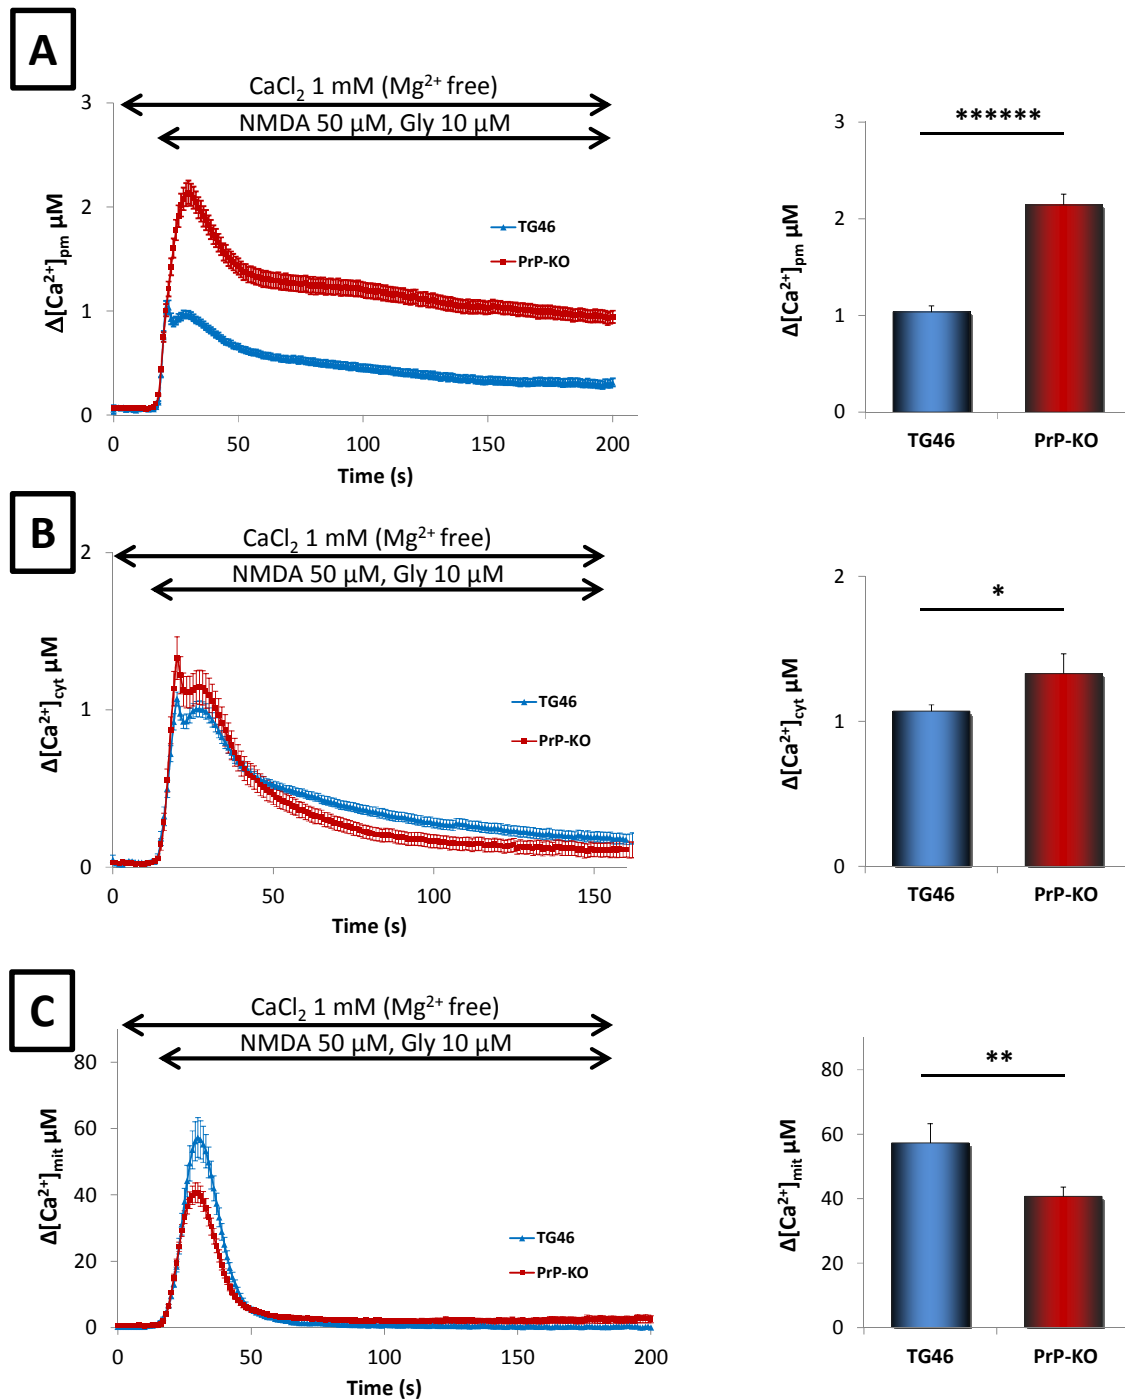 A
CaCl₂ 1 mM (Mg²⁺ free)
NMDA 50 µM, Gly 10 µM
Δ[Ca²⁺]pm µM
3
2
1
0
TG46
PrP-KO
0 50 100 150 200
Time (s)
******
Δ[Ca²⁺]pm µM
3
2
1
0
TG46 PrP-KO
B
CaCl₂ 1 mM (Mg²⁺ free)
NMDA 50 µM, Gly 10 µM
Δ[Ca²⁺]cyt µM
2
1
0
TG46
PrP-KO
0 50 100 150
Time (s)
*
Δ[Ca²⁺]cyt µM
2
1
0
TG46 PrP-KO
C
CaCl₂ 1 mM (Mg²⁺ free)
NMDA 50 µM, Gly 10 µM
Δ[Ca²⁺]mit µM
80
60
40
20
0
TG46
PrP-KO
0 50 100 150 200
Time (s)
**
Δ[Ca²⁺]mit µM
80
60
40
20
0
TG46 PrP-KO